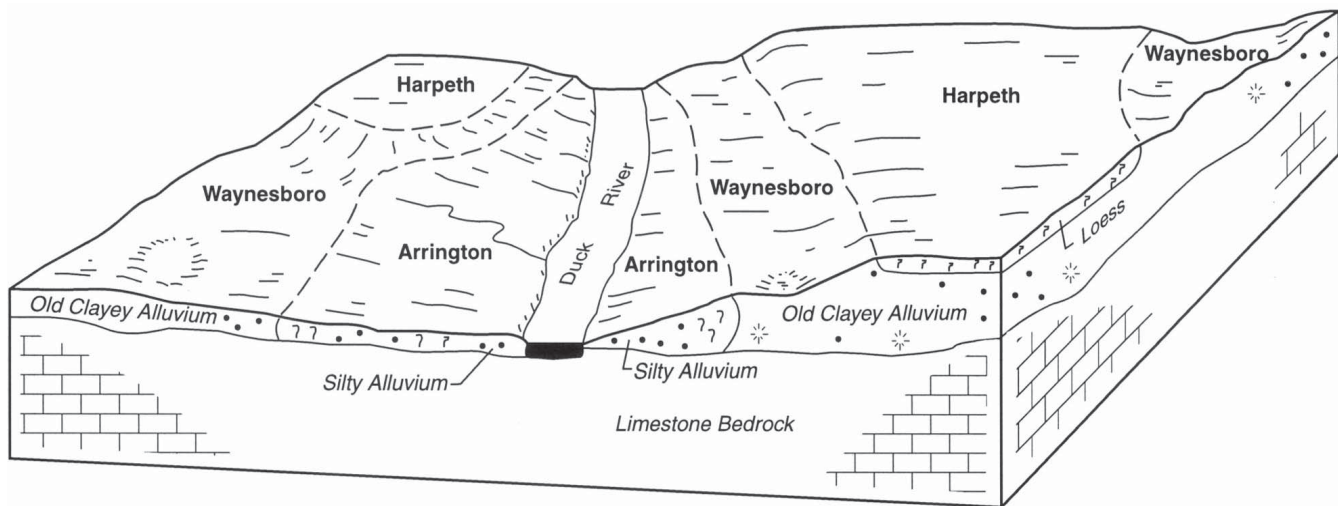 Waynesboro
Harpeth
Harpeth
River
Waynesboro
Waynesboro
Loess
Arrington
Duck
Arrington
Old Clayey Alluvium
Old Clayey Alluvium
Silty Alluvium
Silty Alluvium
Limestone Bedrock